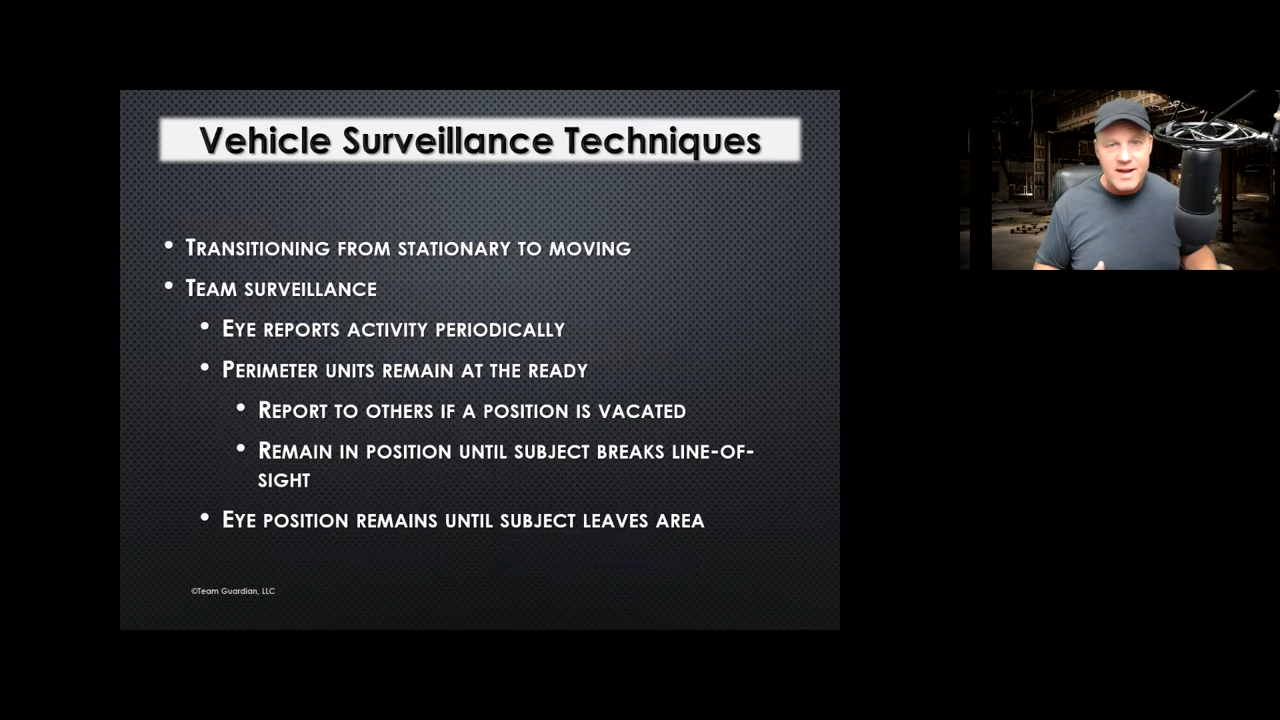 Vehicle Surveillance Techniques
• Transitioning from stationary to moving
• Team surveillance
• Eye reports activity periodically
• Perimeter units remain at the ready
• Report to others if a position is vacated
• Remain in position until subject breaks line-of-
sight
• Eye position remains until subject leaves area
©Team Guardian, LLC